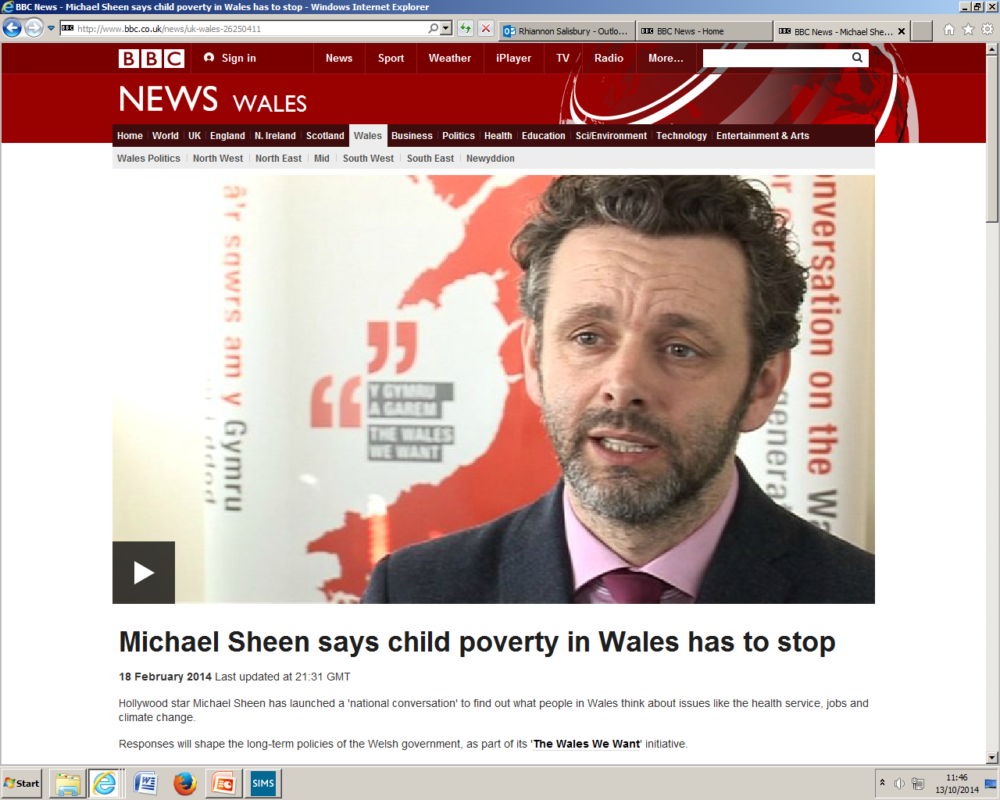 BBC News - Michael Sheen says child poverty in Wales has to stop - Windows Internet Explorer
http://www.bbc.co.uk/news/uk-wales-26250411
Rhiannon Salisbury - Outlo...
BBC News - Home
BBC News - Michael She...
BBC
Sign in
News
Sport
Weather
iPlayer
TV
Radio
More...
NEWS WALES
Home World UK England N. Ireland Scotland Wales Business Politics Health Education Sci/Environment Technology Entertainment & Arts
Wales Politics North West North East Mid South West South East Newyddion
â'r sgwrs am y Gymru
onversation on the Wa
genera
Y GYMRU
A GAREM
THE WALES
WE WANT
Michael Sheen says child poverty in Wales has to stop
18 February 2014 Last updated at 21:31 GMT
Hollywood star Michael Sheen has launched a 'national conversation' to find out what people in Wales think about issues like the health service, jobs and
climate change.
Responses will shape the long-term policies of the Welsh government, as part of its 'The Wales We Want' initiative.
Start
SIMS
11:46
13/10/2014